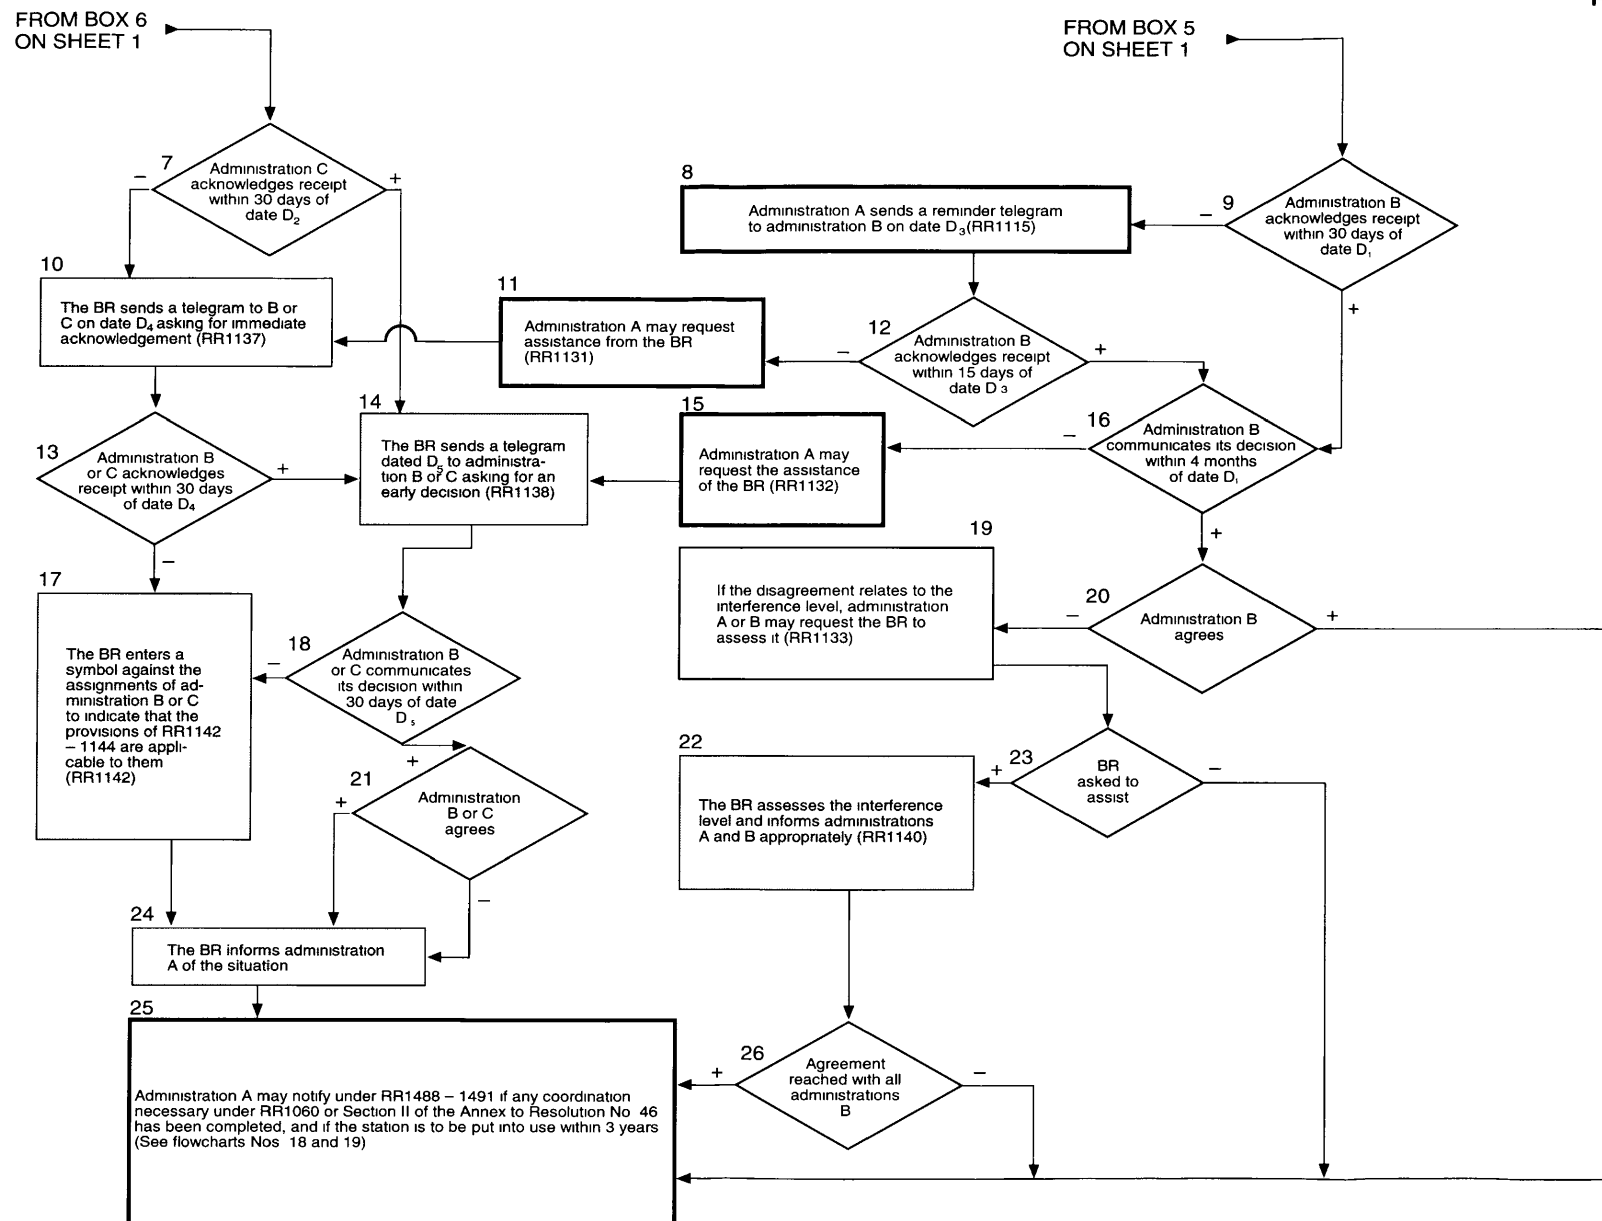 FROM BOX 6
ON SHEET 1
FROM BOX 5
ON SHEET 1
7
Administration C
acknowledges receipt
within 30 days of
date D2
–
+
8
Administration A sends a reminder telegram
to administration B on date D3(RR1115)
9
Administration B
acknowledges receipt
within 30 days of
date D1
–
+
10
The BR sends a telegram to B or
C on date D4 asking for immediate
acknowledgement (RR1137)
11
Administration A may request
assistance from the BR
(RR1131)
12
Administration B
acknowledges receipt
within 15 days of
date D3
–
+
13
Administration B
or C acknowledges
receipt within 30 days
of date D4
+
–
14
The BR sends a telegram
dated D5 to administra-
tion B or C asking for an
early decision (RR1138)
15
Administration A may
request the assistance
of the BR (RR1132)
16
Administration B
communicates its decision
within 4 months
of date D1
–
+
17
The BR enters a
symbol against the
assignments of ad-
ministration B or C
to indicate that the
provisions of RR1142
– 1144 are appli-
cable to them
(RR1142)
18
Administration B
or C communicates
its decision within
30 days of date
D5
–
+
19
If the disagreement relates to the
interference level, administration
A or B may request the BR to
assess it (RR1133)
20
Administration B
agrees
–
+
21
Administration
B or C
agrees
+
–
22
The BR assesses the interference
level and informs administrations
A and B appropriately (RR1140)
23
BR
asked to
assist
+
–
24
The BR informs administration
A of the situation
25
Administration A may notify under RR1488 – 1491 if any coordination
necessary under RR1060 or Section II of the Annex to Resolution No 46
has been completed, and if the station is to be put into use within 3 years
(See flowcharts Nos 18 and 19)
26
Agreement
reached with all
administrations
B
+
–